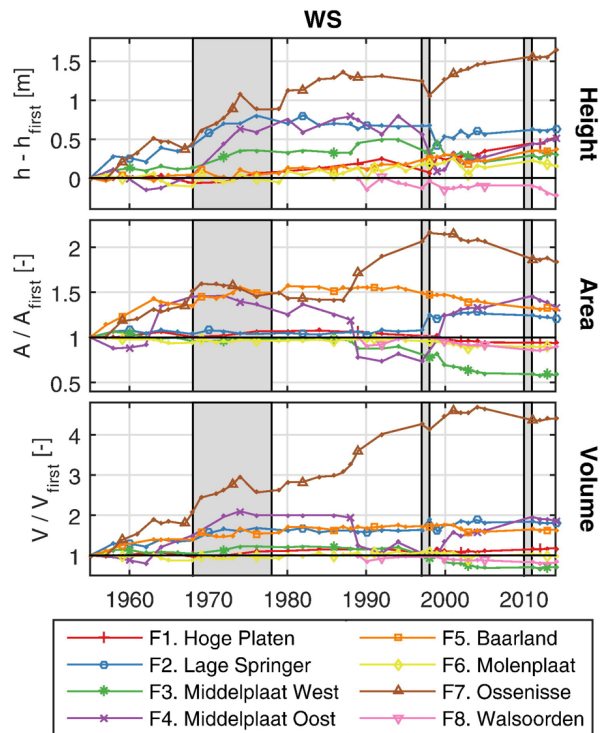 WS
h - h_first [m]
1.5
1
0.5
0
Height
A / A_first [-]
2
1.5
1
0.5
Area
V / V_first [-]
4
3
2
1
Volume
1960 1970 1980 1990 2000 2010
F1. Hoge Platen
F2. Lage Springer
F3. Middelplaat West
F4. Middelplaat Oost
F5. Baarland
F6. Molenplaat
F7. Ossenisse
F8. Walsoorden